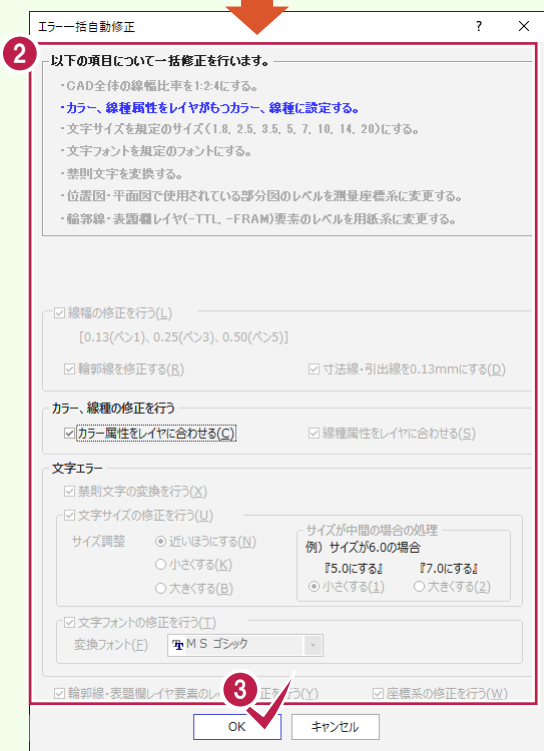 エラー一括自動修正 ? ×
2
以下の項目について一括修正を行います。
・CAD全体の線幅比率を1:2:4にする。
・カラー、線種属性をレイヤがもつカラー、線種に設定する。
・文字サイズを規定のサイズ(1.8, 2.5, 3.5, 5, 7, 10, 14, 20)にする。
・文字フォントを規定のフォントにする。
・禁則文字を変換する。
・位置図・平面図で使用されている部分図のレベルを測量座標系に変更する。
・輪郭線・表題欄レイヤ(-TTL, -FRAM)要素のレベルを用紙系に変更する。
線幅の修正を行う(L)
[0.13(ペン1)、0.25(ペン3)、0.50(ペン5)]
輪郭線を修正する(R) 寸法線・引出線を0.13mmにする(D)
カラー、線種の修正を行う
カラー属性をレイヤに合わせる(C) 線種属性をレイヤに合わせる(S)
文字エラー
禁則文字の変換を行う(X)
文字サイズの修正を行う(U)
サイズ調整 近いほうにする(N)
小さくする(K)
大きくする(B)
サイズが中間の場合の処理
例) サイズが6.0の場合
『5.0にする』 『7.0にする』
小さくする(1) 大きくする(2)
文字フォントの修正を行う(T)
変換フォント(F) MS ゴシック
輪郭線・表題欄レイヤ要素のレ 正を行う(Y) 座標系の修正を行う(W)
3
OK キャンセル